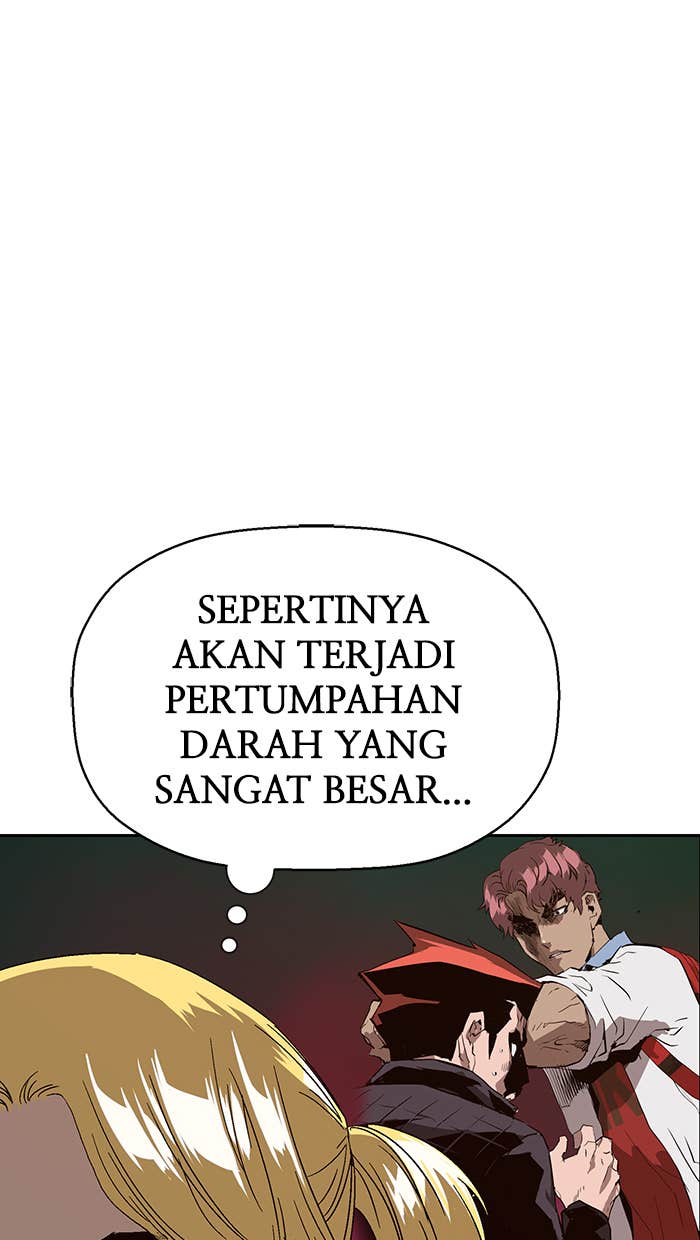 SEPERTINYA
AKAN TERJADI
PERTUMPAHAN
DARAH YANG
SANGAT BESAR...